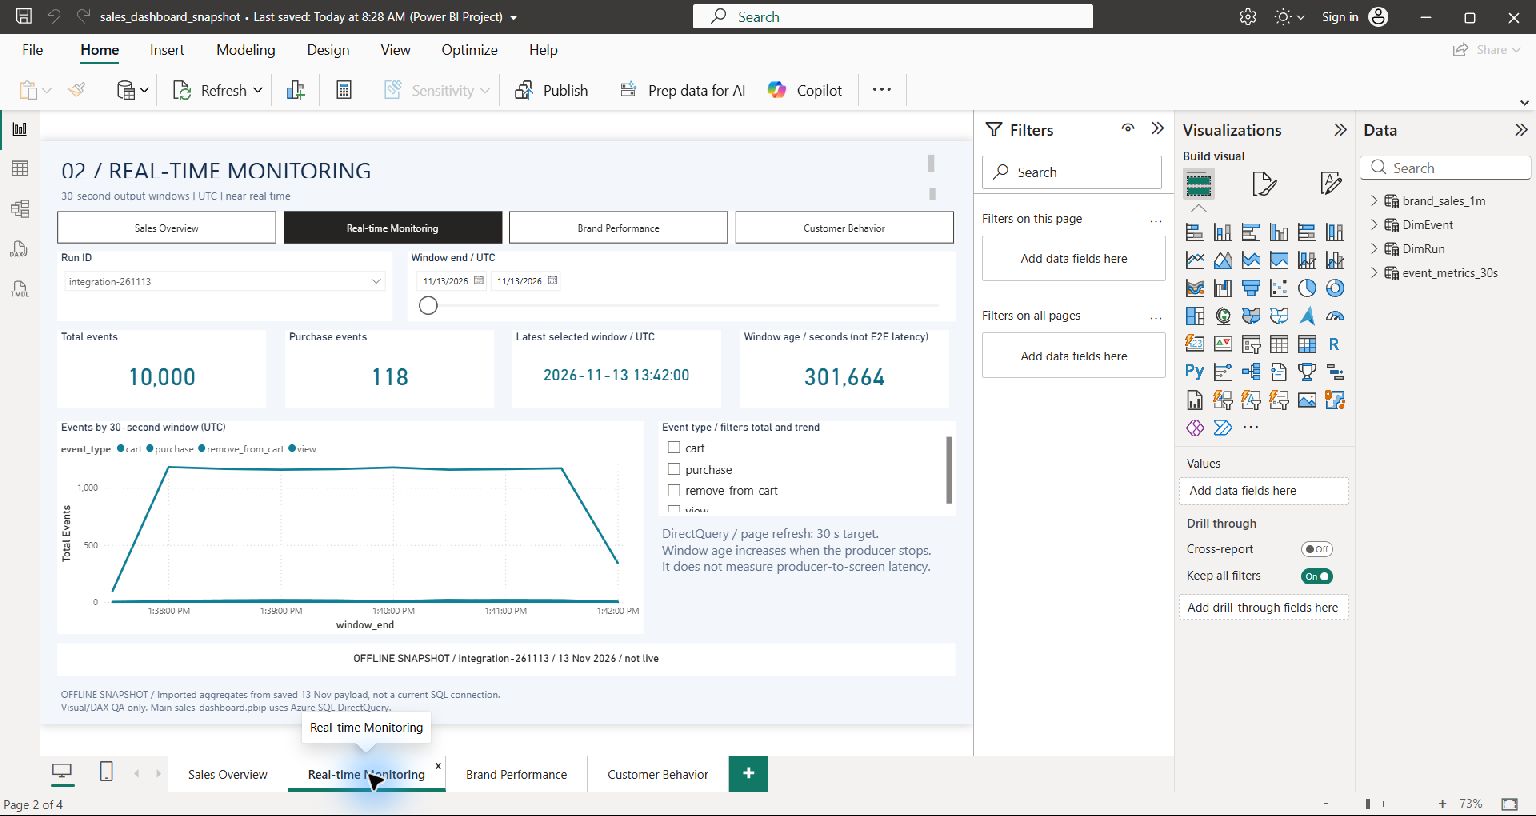 sales_dashboard_snapshot • Last saved: Today at 8:28 AM (Power BI Project)
Search
Sign in
File Home Insert Modeling Design View Optimize Help
Share
Refresh
Sensitivity
Publish
Prep data for AI
Copilot
02 / REAL-TIME MONITORING
30-second output windows | UTC | near real time
Sales Overview
Real-time Monitoring
Brand Performance
Customer Behavior
Run ID
integration-261113
Window end / UTC
11/13/2026
11/13/2026
Total events
10,000
Purchase events
118
Latest selected window / UTC
2026-11-13 13:42:00
Window age / seconds (not E2E latency)
301,664
Events by 30-second window (UTC)
event_type cart purchase remove_from_cart view
Total Events
1,000
500
0
1:38:00 PM 1:39:00 PM 1:40:00 PM 1:41:00 PM 1:42:00 PM
window_end
Event type / filters total and trend
cart
purchase
remove_from_cart
view
DirectQuery / page refresh: 30 s target.
Window age increases when the producer stops.
It does not measure producer-to-screen latency.
OFFLINE SNAPSHOT / integration-261113 / 13 Nov 2026 / not live
OFFLINE SNAPSHOT / Imported aggregates from saved 13 Nov payload, not a current SQL connection.
Visual/DAX QA only. Main sales-dashboard.pbip uses Azure SQL DirectQuery.
Real-time Monitoring
Sales Overview
Real-time Monitoring
Brand Performance
Customer Behavior
Page 2 of 4
73%
Filters
Search
Filters on this page
Add data fields here
Filters on all pages
Add data fields here
Visualizations
Build visual
123
R
Py
Values
Add data fields here
Drill through
Cross-report
Off
Keep all filters
On
Add drill-through fields here
Data
Search
brand_sales_1m
DimEvent
DimRun
event_metrics_30s
DAX
TMDL